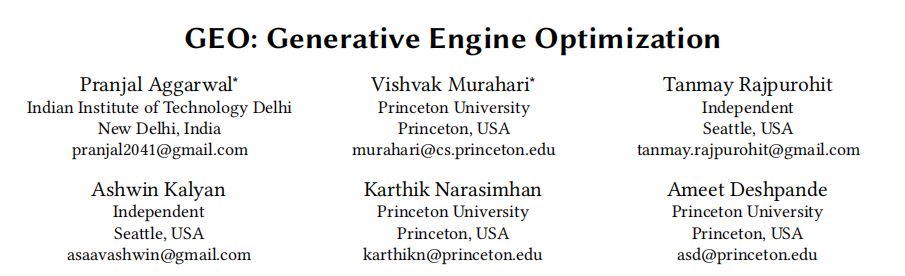 GEO: Generative Engine Optimization
Pranjal Aggarwal*
Indian Institute of Technology Delhi
New Delhi, India
pranjal2041@gmail.com
Vishvak Murahari*
Princeton University
Princeton, USA
murahari@cs.princeton.edu
Tanmay Rajpurohit
Independent
Seattle, USA
tanmay.rajpurohit@gmail.com
Ashwin Kalyan
Independent
Seattle, USA
asaavashwin@gmail.com
Karthik Narasimhan
Princeton University
Princeton, USA
karthikn@princeton.edu
Ameet Deshpande
Princeton University
Princeton, USA
asd@princeton.edu